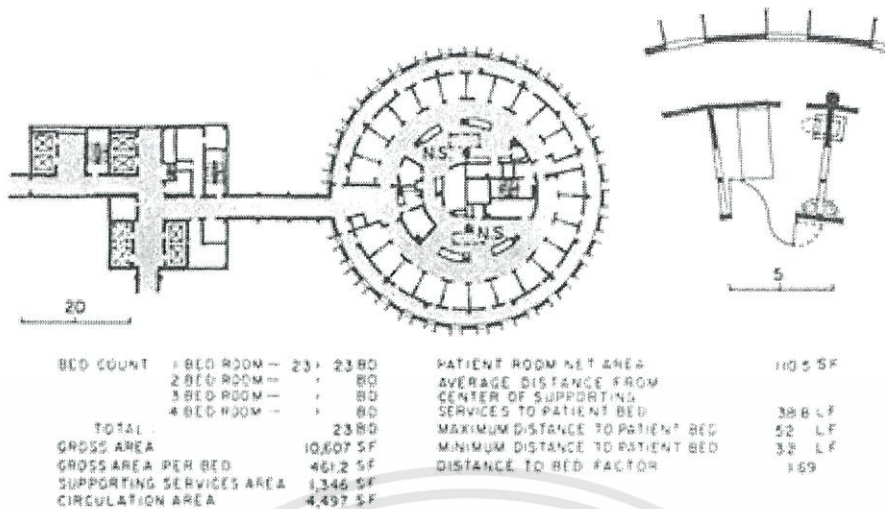 N.S.
N.S.
20
5
BED COUNT 1 BED ROOM — 23 × 23 BD
2 BED ROOM — × BD
3 BED ROOM — × BD
4 BED ROOM — × BD
TOTAL 23 BD
GROSS AREA 10,607 SF
GROSS AREA PER BED 461.2 SF
SUPPORTING SERVICES AREA 1,346 SF
CIRCULATION AREA 4,497 SF
PATIENT ROOM NET AREA 110.5 SF
AVERAGE DISTANCE FROM
CENTER OF SUPPORTING
SERVICES TO PATIENT BED 38.8 LF
MAXIMUM DISTANCE TO PATIENT BED 52 LF
MINIMUM DISTANCE TO PATIENT BED 32 LF
DISTANCE TO BED FACTOR 1.69